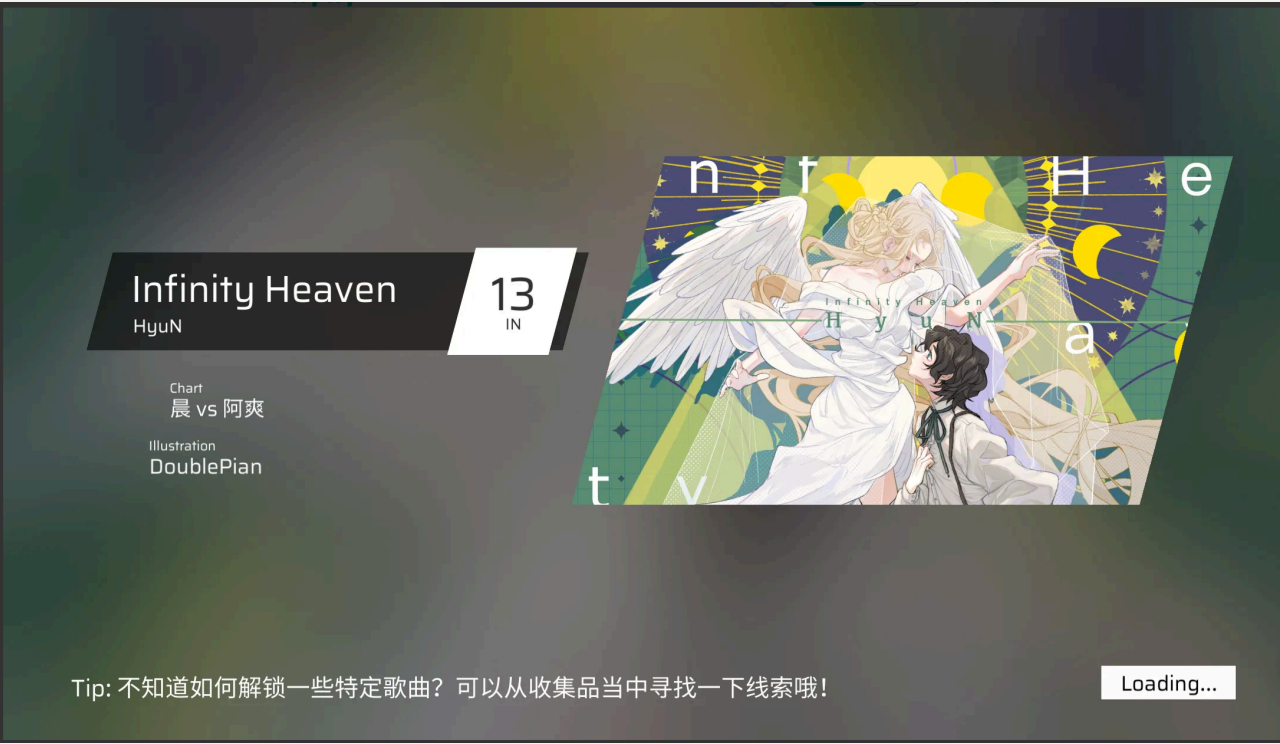 Infinity Heaven
HyuN
13
IN
Chart
晨 vs 阿爽
Illustration
DoublePian
n f H e
Infinity Heaven
HyuN
a
t y
Tip: 不知道如何解锁一些特定歌曲？可以从收集品当中寻找一下线索哦！
Loading...